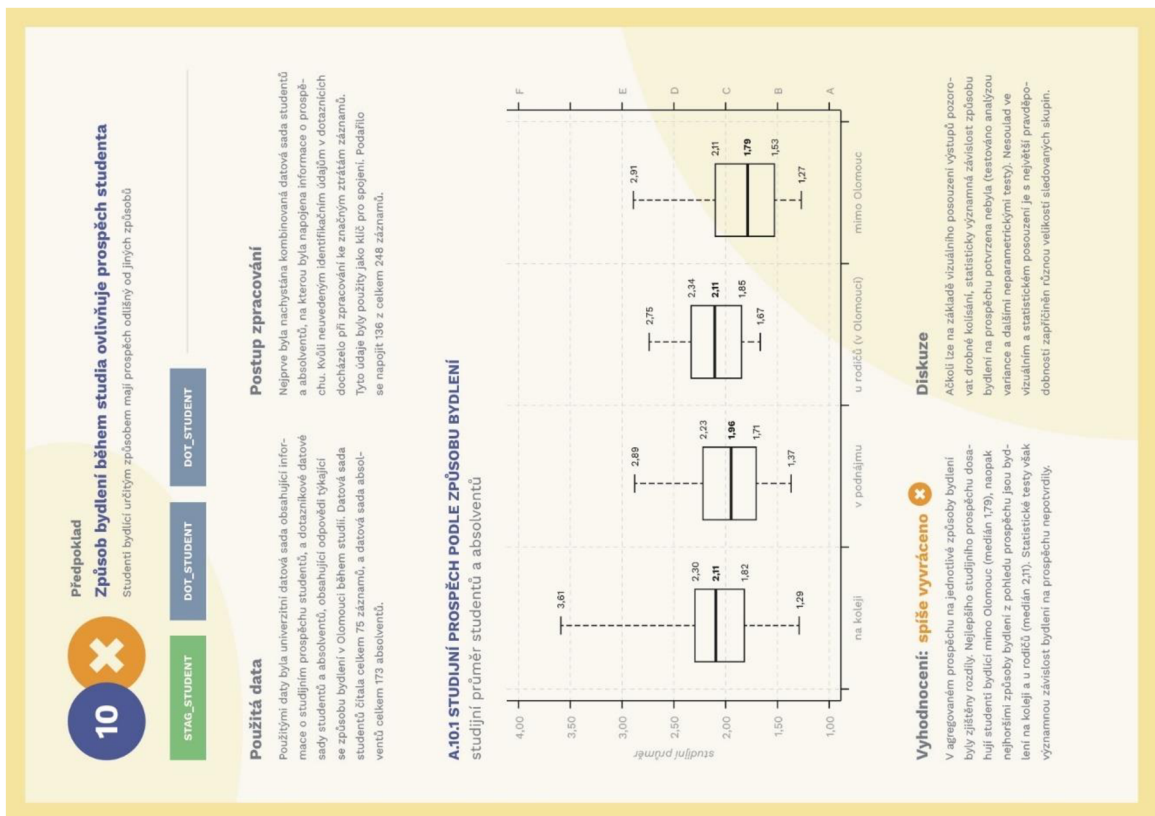 10
Předpoklad
Způsob bydlení během studia ovlivňuje prospěch studenta
Studenti bydlící určitým způsobem mají prospěch odlišný od jiných způsobů
STAG_STUDENT
DOT_STUDENT
DOT_STUDENT
Použitá data
Použitými daty byla univerzitní datová sada obsahující infor-
mace o studijním prospěchu studentů, a dotazníkové datové
sady studentů a absolventů, obsahující odpovědi týkající
se způsobu bydlení v Olomouci během studií. Datová sada
studentů čítala celkem 75 záznamů, a datová sada absol-
ventů celkem 173 absolventů.
Postup zpracování
Nejprve byla nachystána kombinovaná datová sada studentů
a absolventů, na kterou byla napojena informace o prospě-
chu. Kvůli neuvedeným identifikačním údajům v dotaznících
docházelo při zpracování ke značným ztrátám záznamů.
Tyto údaje byly použity jako klíč pro spojení. Podařilo
se napojit 136 z celkem 248 záznamů.
A.10.1 STUDIJNÍ PROSPĚCH PODLE ZPŮSOBU BYDLENÍ
studijní průměr studentů a absolventů
studijní průměr
4,00
3,50
3,00
2,50
2,00
1,50
1,00
F
E
D
C
B
A
3,61
2,30
2,11
1,82
1,29
na koleji
2,89
2,23
1,96
1,71
1,37
v podnájmu
2,75
2,34
2,11
1,85
1,67
u rodičů (v Olomouci)
2,91
2,11
1,79
1,53
1,27
mimo Olomouc
Vyhodnocení: spíše vyvráceno
V agregovaném prospěchu na jednotlivé způsoby bydlení
byly zjištěny rozdíly. Nejlepšího studijního prospěchu dosa-
hují studenti bydlící mimo Olomouc (medián 1,79), naopak
nejhoršími způsoby bydlení z pohledu prospěchu jsou byd-
lení na koleji a u rodičů (medián 2,11). Statistické testy však
významnou závislost bydlení na prospěchu nepotvrdily.
Diskuze
Ačkoli lze na základě vizuálního posouzení výstupů pozoro-
vat drobné kolísání, statisticky významná závislost způsobu
bydlení na prospěchu potvrzena nebyla (testováno analýzou
variance a dalšími neparametrickými testy). Nesoulad ve
vizuálním a statistickém posouzení je s největší pravděpo-
dobností zapříčiněn různou velikostí sledovaných skupin.